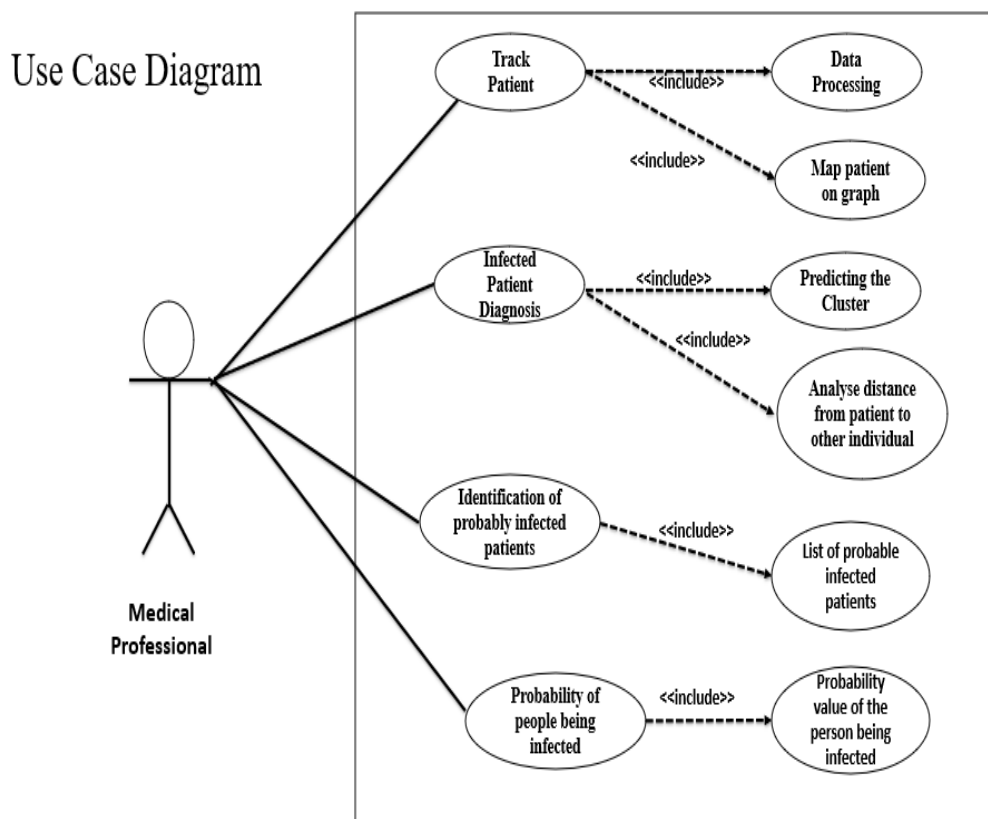 Use Case Diagram
Track
Patient
<<include>>
Data
Processing
<<include>>
Map patient
on graph
Infected
Patient
Diagnosis
<<include>>
Predicting the
Cluster
<<include>>
Analyse distance
from patient to
other individual
Identification of
probably infected
patients
<<include>>
List of probable
infected
patients
Medical
Professional
Probability of
people being
infected
<<include>>
Probability
value of the
person being
infected